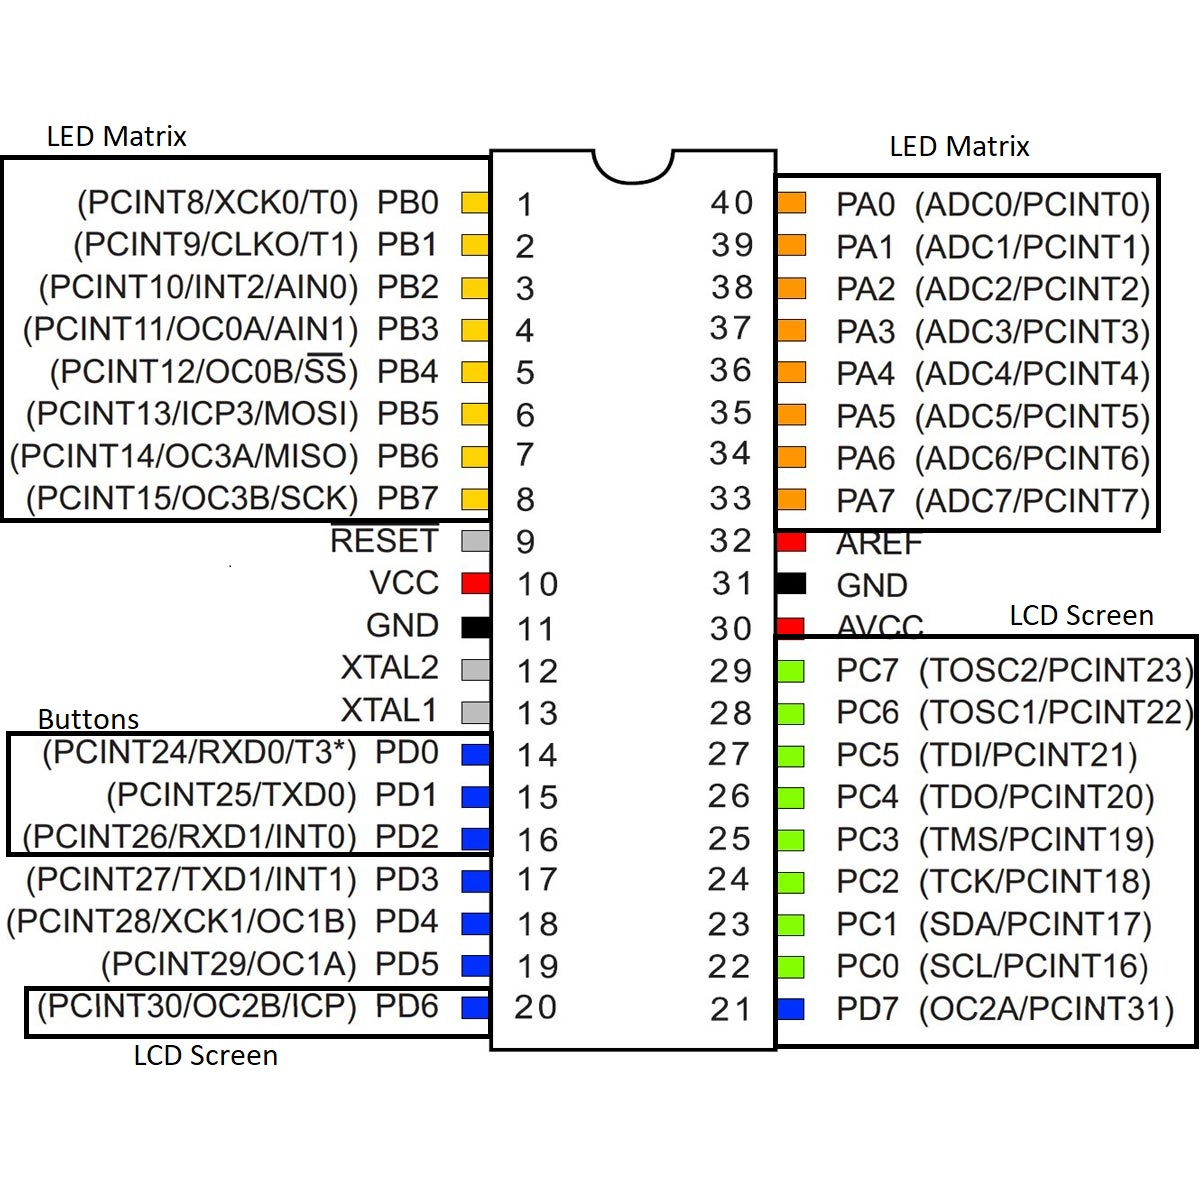 LED Matrix
LED Matrix
(PCINT8/XCK0/T0) PB0 1 40 PA0 (ADC0/PCINT0)
(PCINT9/CLKO/T1) PB1 2 39 PA1 (ADC1/PCINT1)
(PCINT10/INT2/AIN0) PB2 3 38 PA2 (ADC2/PCINT2)
(PCINT11/OC0A/AIN1) PB3 4 37 PA3 (ADC3/PCINT3)
(PCINT12/OC0B/SS) PB4 5 36 PA4 (ADC4/PCINT4)
(PCINT13/ICP3/MOSI) PB5 6 35 PA5 (ADC5/PCINT5)
(PCINT14/OC3A/MISO) PB6 7 34 PA6 (ADC6/PCINT6)
(PCINT15/OC3B/SCK) PB7 8 33 PA7 (ADC7/PCINT7)
RESET 9 32 AREF
VCC 10 31 GND
LCD Screen
GND 11 30 AVCC
XTAL2 12 29 PC7 (TOSC2/PCINT23)
XTAL1 13 28 PC6 (TOSC1/PCINT22)
Buttons
(PCINT24/RXD0/T3*) PD0 14 27 PC5 (TDI/PCINT21)
(PCINT25/TXD0) PD1 15 26 PC4 (TDO/PCINT20)
(PCINT26/RXD1/INT0) PD2 16 25 PC3 (TMS/PCINT19)
(PCINT27/TXD1/INT1) PD3 17 24 PC2 (TCK/PCINT18)
(PCINT28/XCK1/OC1B) PD4 18 23 PC1 (SDA/PCINT17)
(PCINT29/OC1A) PD5 19 22 PC0 (SCL/PCINT16)
(PCINT30/OC2B/ICP) PD6 20 21 PD7 (OC2A/PCINT31)
LCD Screen